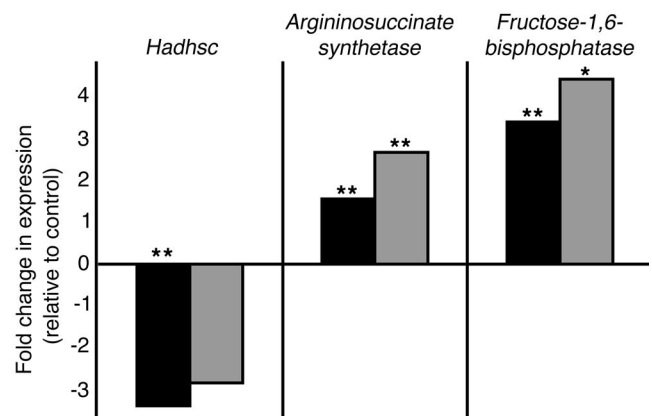 Hadhsc
Argininosuccinate
synthetase
Fructose-1,6-
bisphosphatase
Fold change in expression
(relative to control)
4
3
2
1
0
-1
-2
-3
**
**
**
**
*